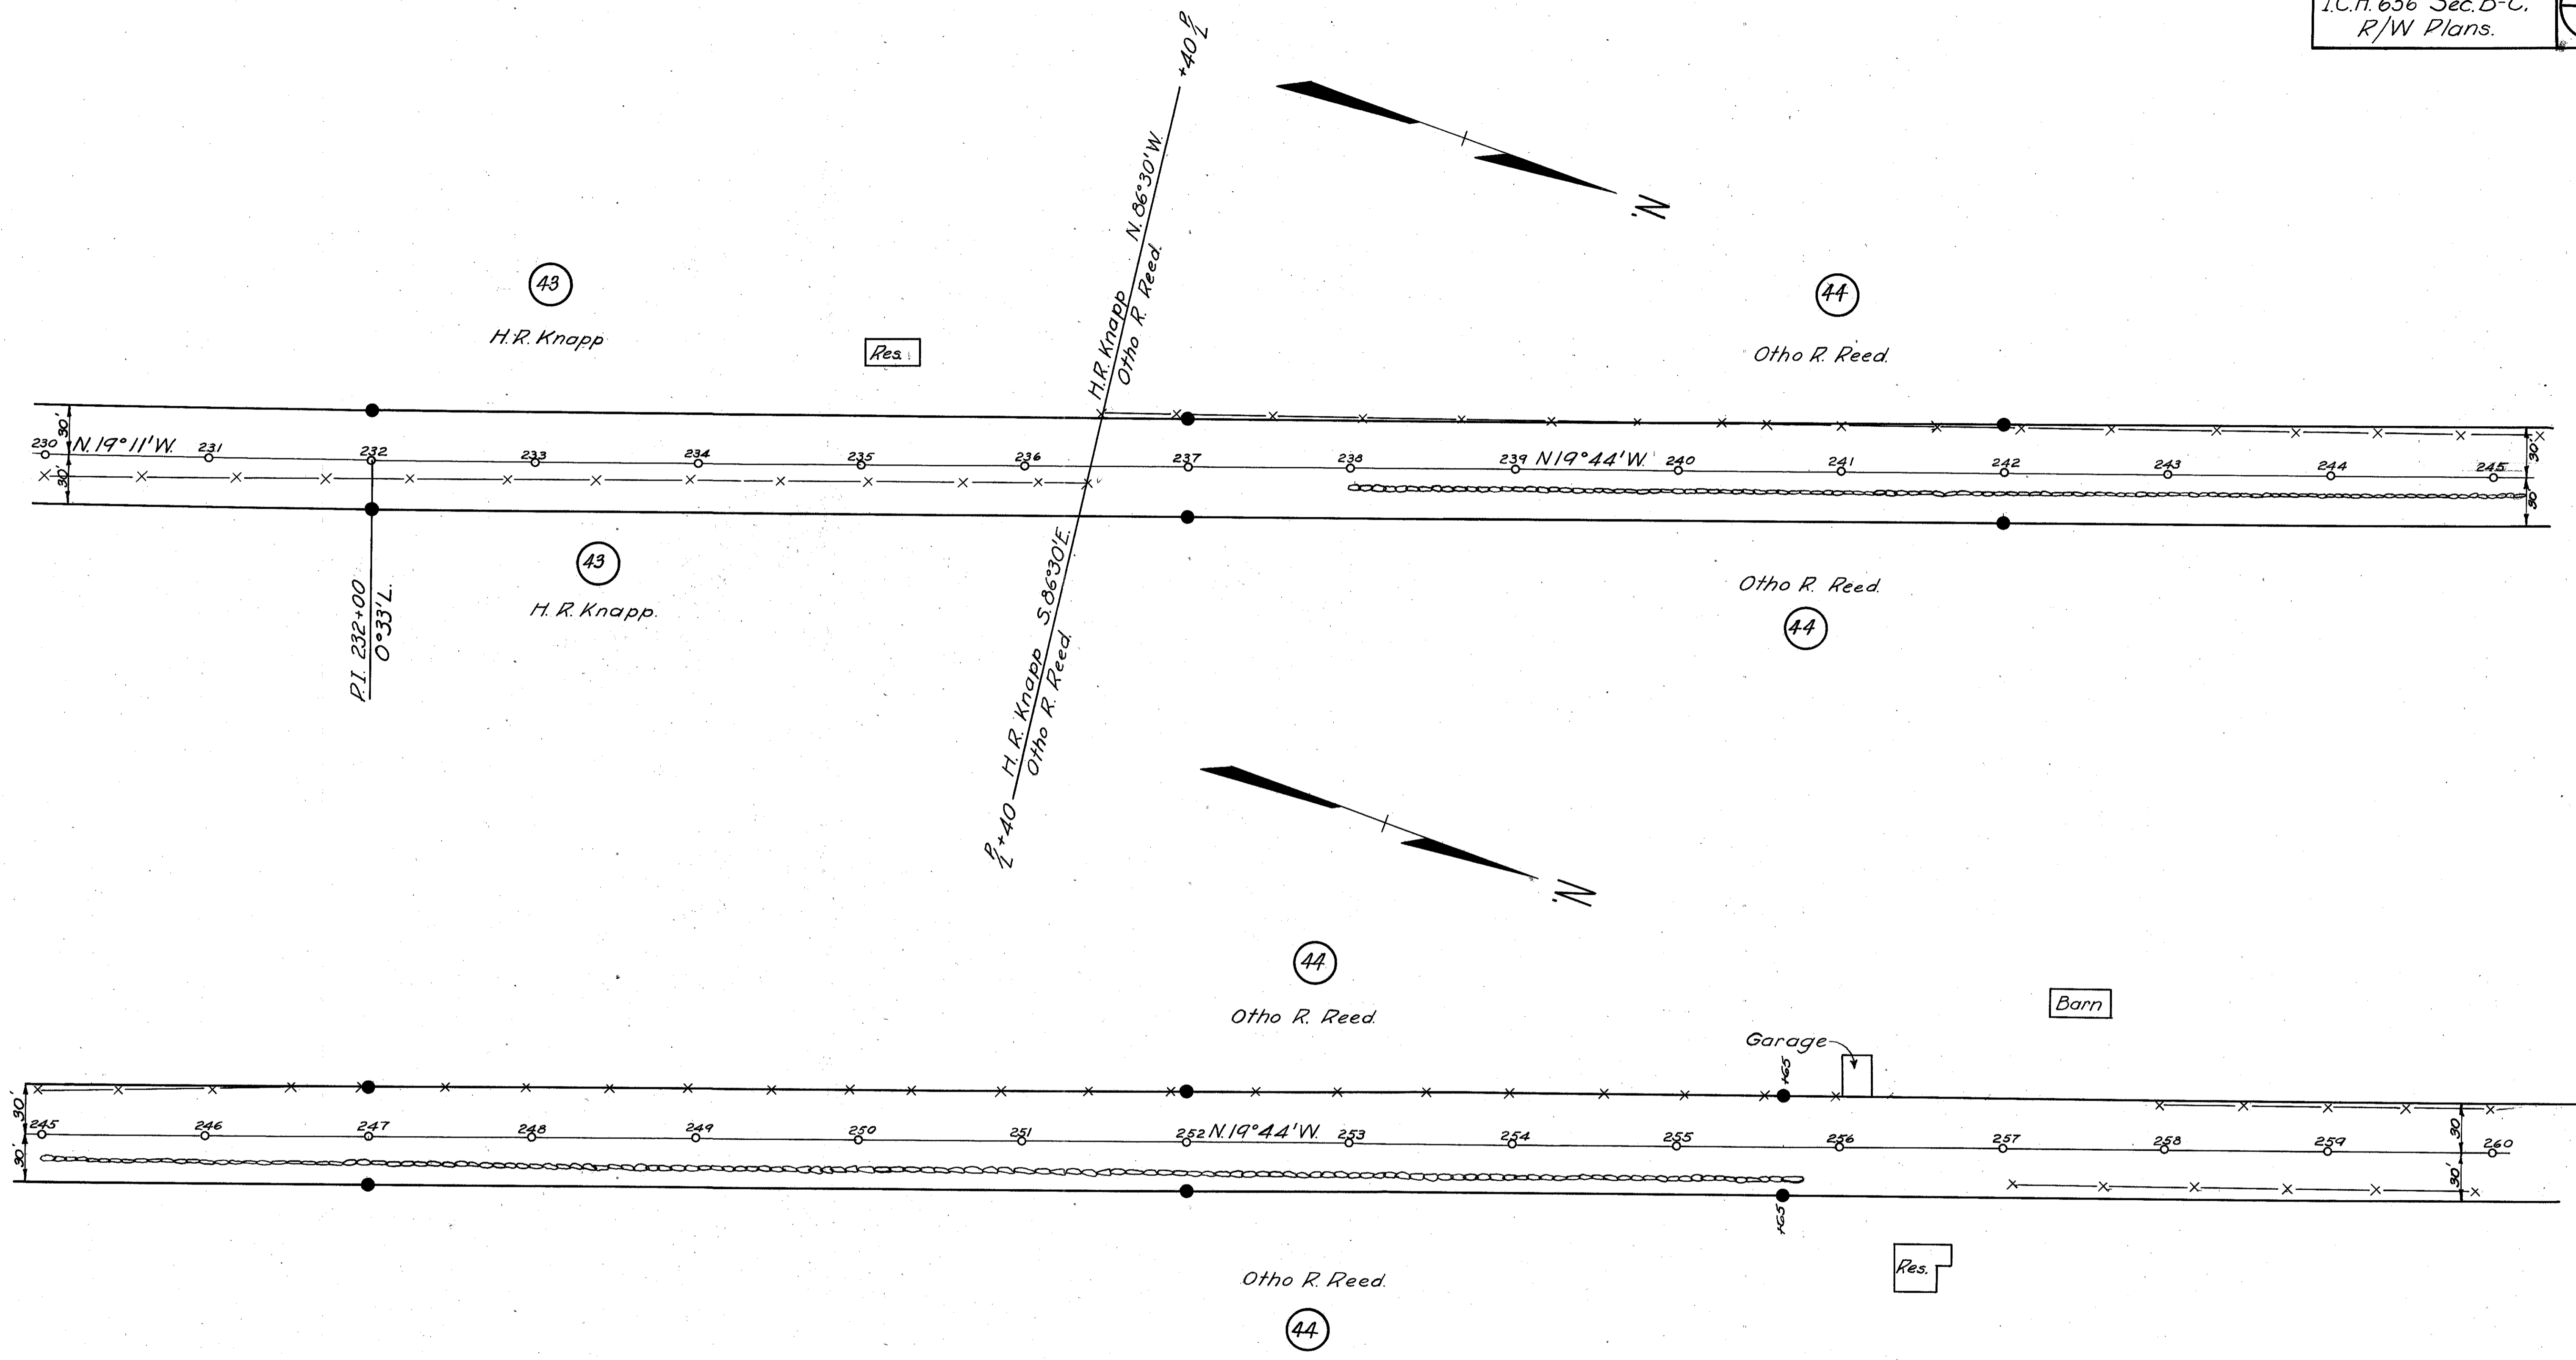 I.C.H. 656 Sec. D-C,
R/W Plans.
+40 P/L
N. 86°30'W.
H.R. Knapp
Otho R. Reed.
N.
43
H.R. Knapp
Res.
44
Otho R. Reed.
30'
30'
230 N. 19°11'W. 231 232 233 234 235 236 237 238 239 N 19°44'W. 240 241 242 243 244 245
30'
30'
P.I. 232+00
0°33'L.
43
H. R. Knapp.
S. 86°30'E.
H. R. Knapp
Otho R. Reed.
P/L +40
Otho R. Reed.
44
N.
44
Otho R. Reed.
Barn
Garage
+65
30'
30'
245 246 247 248 249 250 251 252 N. 19°44'W. 253 254 255 256 257 258 259 260
30'
30'
+65
Res.
Otho R. Reed.
44